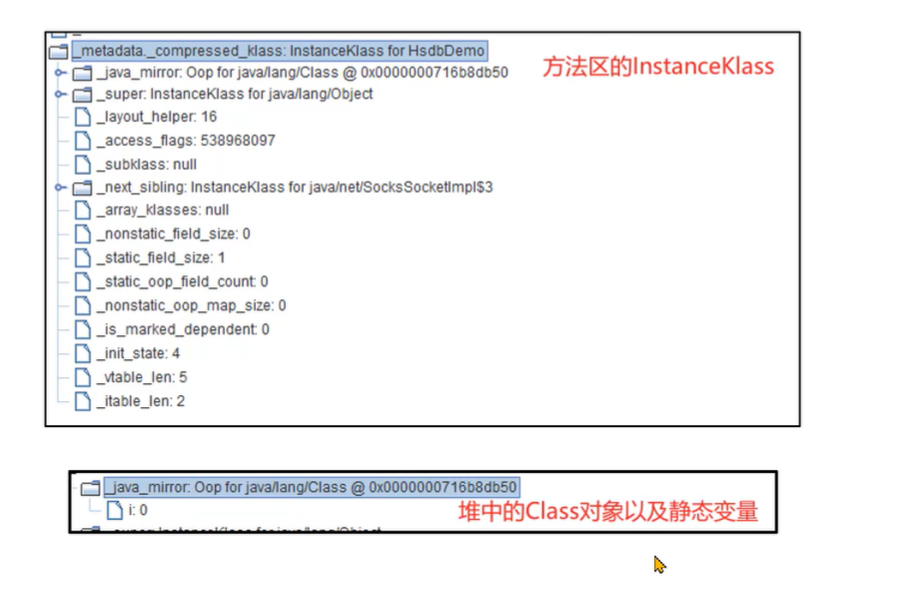 _metadata._compressed_klass: InstanceKlass for HsdbDemo
_java_mirror: Oop for java/lang/Class @ 0x0000000716b8db50
方法区的InstanceKlass
_super: InstanceKlass for java/lang/Object
_layout_helper: 16
_access_flags: 538968097
_subklass: null
_next_sibling: InstanceKlass for java/net/SocksSocketImpl$3
_array_klasses: null
_nonstatic_field_size: 0
_static_field_size: 1
_static_oop_field_count: 0
_nonstatic_oop_map_size: 0
_is_marked_dependent: 0
_init_state: 4
_vtable_len: 5
_itable_len: 2
_java_mirror: Oop for java/lang/Class @ 0x0000000716b8db50
i: 0
堆中的Class对象以及静态变量